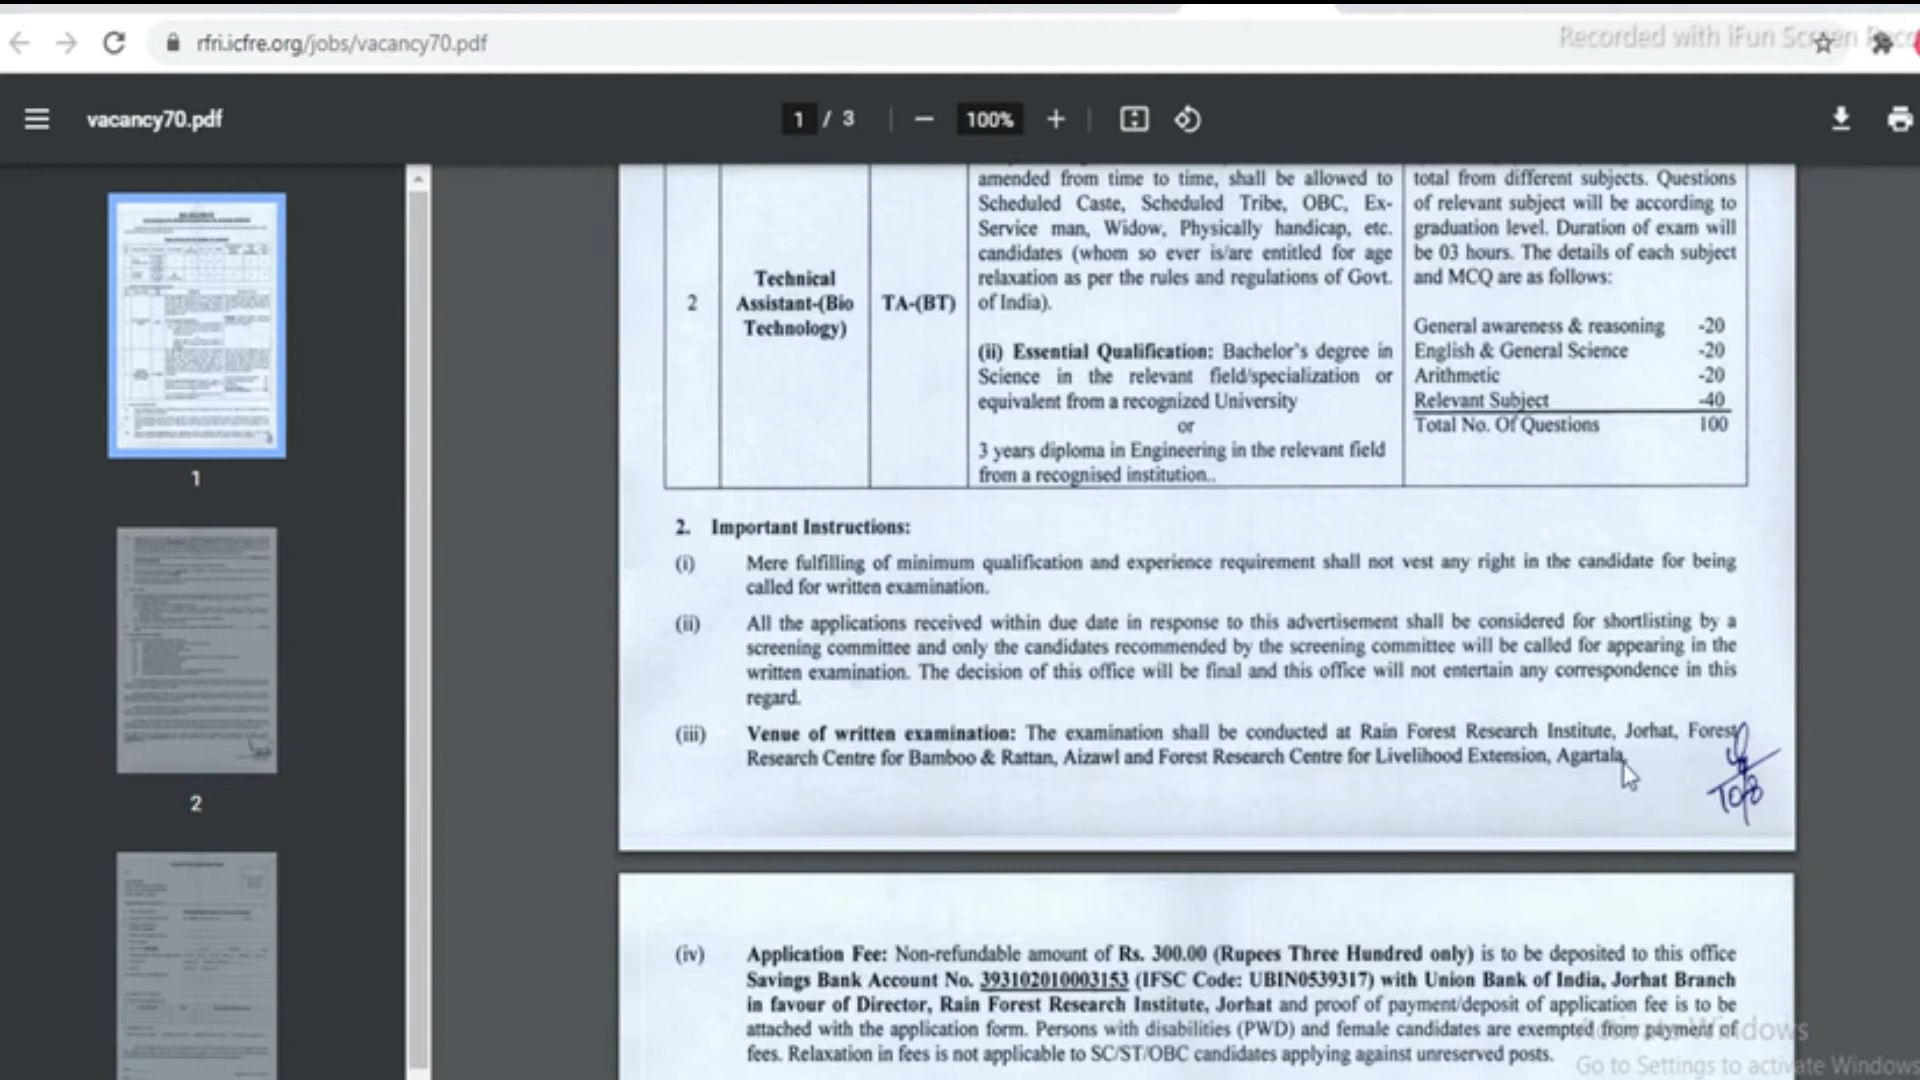 rfri.icfre.org/jobs/vacancy70.pdf
Recorded with iFun Screen
vacancy70.pdf
1 / 3
100%
amended from time to time, shall be allowed to
Scheduled Caste, Scheduled Tribe, OBC, Ex-
Service man, Widow, Physically handicap, etc.
candidates (whom so ever is/are entitled for age
relaxation as per the rules and regulations of Govt.
of India).
total from different subjects. Questions
of relevant subject will be according to
graduation level. Duration of exam will
be 03 hours. The details of each subject
and MCQ are as follows:
2
Technical
Assistant-(Bio
Technology)
TA-(BT)
(ii) Essential Qualification: Bachelor's degree in
Science in the relevant field/specialization or
equivalent from a recognized University
or
3 years diploma in Engineering in the relevant field
from a recognised institution..
General awareness & reasoning -20
English & General Science -20
Arithmetic -20
Relevant Subject -40
Total No. Of Questions 100
2. Important Instructions:
(i) Mere fulfilling of minimum qualification and experience requirement shall not vest any right in the candidate for being
called for written examination.
(ii) All the applications received within due date in response to this advertisement shall be considered for shortlisting by a
screening committee and only the candidates recommended by the screening committee will be called for appearing in the
written examination. The decision of this office will be final and this office will not entertain any correspondence in this
regard.
(iii) Venue of written examination: The examination shall be conducted at Rain Forest Research Institute, Jorhat, Forest
Research Centre for Bamboo & Rattan, Aizawl and Forest Research Centre for Livelihood Extension, Agartala.
(iv) Application Fee: Non-refundable amount of Rs. 300.00 (Rupees Three Hundred only) is to be deposited to this office
Savings Bank Account No. 393102010003153 (IFSC Code: UBIN0539317) with Union Bank of India, Jorhat Branch
in favour of Director, Rain Forest Research Institute, Jorhat and proof of payment/deposit of application fee is to be
attached with the application form. Persons with disabilities (PWD) and female candidates are exempted from payment of
fees. Relaxation in fees is not applicable to SC/ST/OBC candidates applying against unreserved posts.
Activate Windows
Go to Settings to activate Windows
1
2